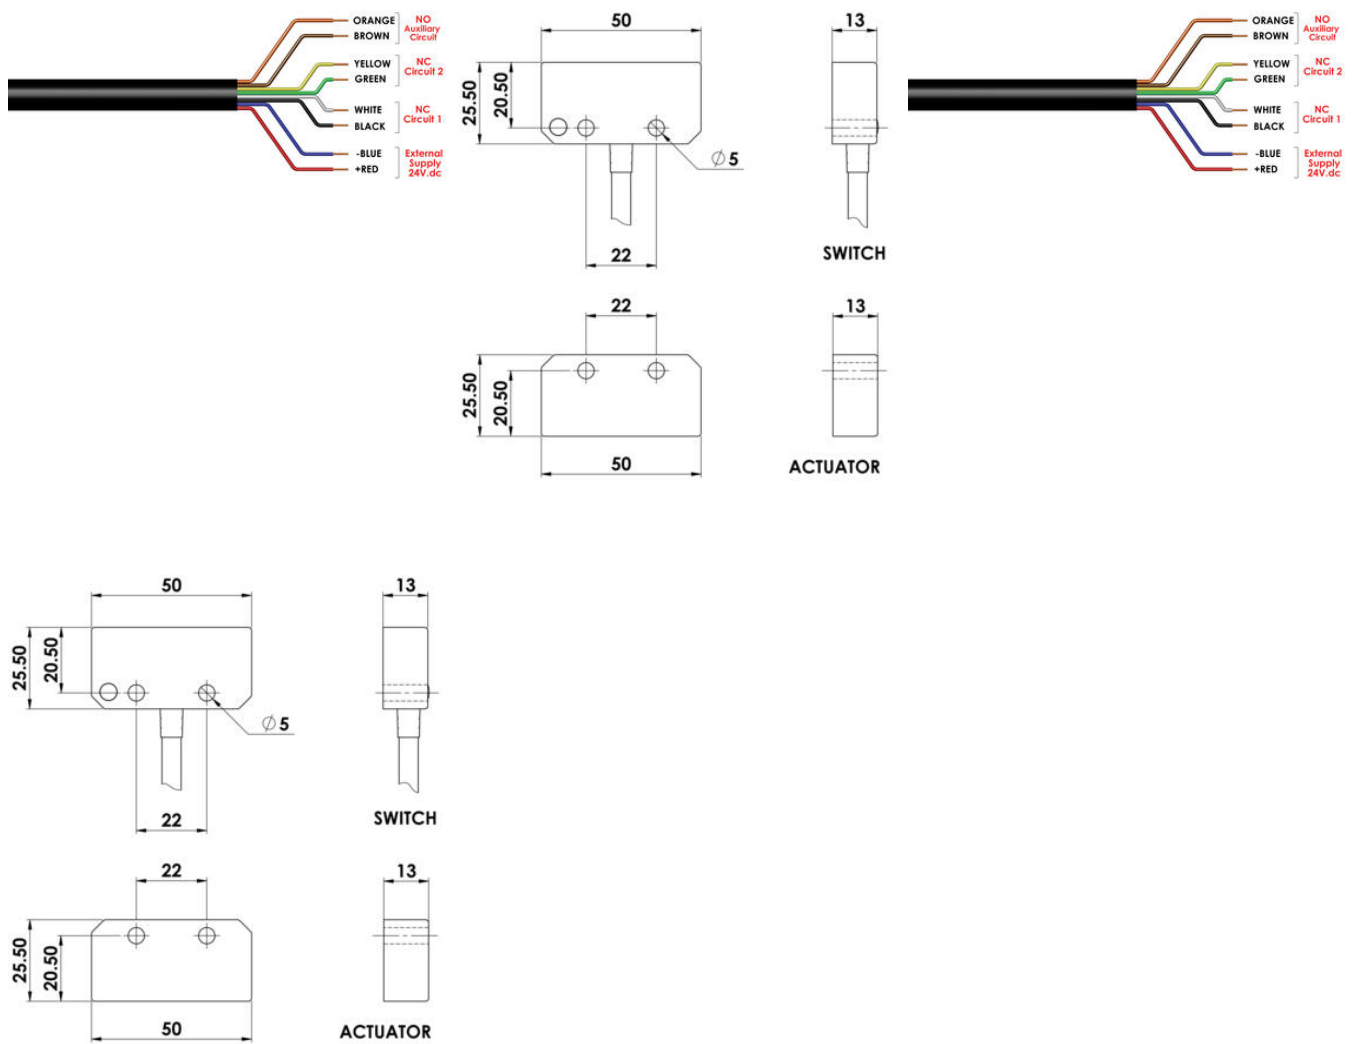 ORANGE
BROWN
NO
Auxiliary
Circuit
YELLOW
GREEN
NC
Circuit 2
WHITE
BLACK
NC
Circuit 1
-BLUE
+RED
External
Supply
24V.dc
50
13
25.50
20.50
Ø 5
22
SWITCH
22
13
25.50
20.50
50
ACTUATOR
ORANGE
BROWN
NO
Auxiliary
Circuit
YELLOW
GREEN
NC
Circuit 2
WHITE
BLACK
NC
Circuit 1
-BLUE
+RED
External
Supply
24V.dc
50
13
25.50
20.50
Ø 5
22
SWITCH
22
13
25.50
20.50
50
ACTUATOR